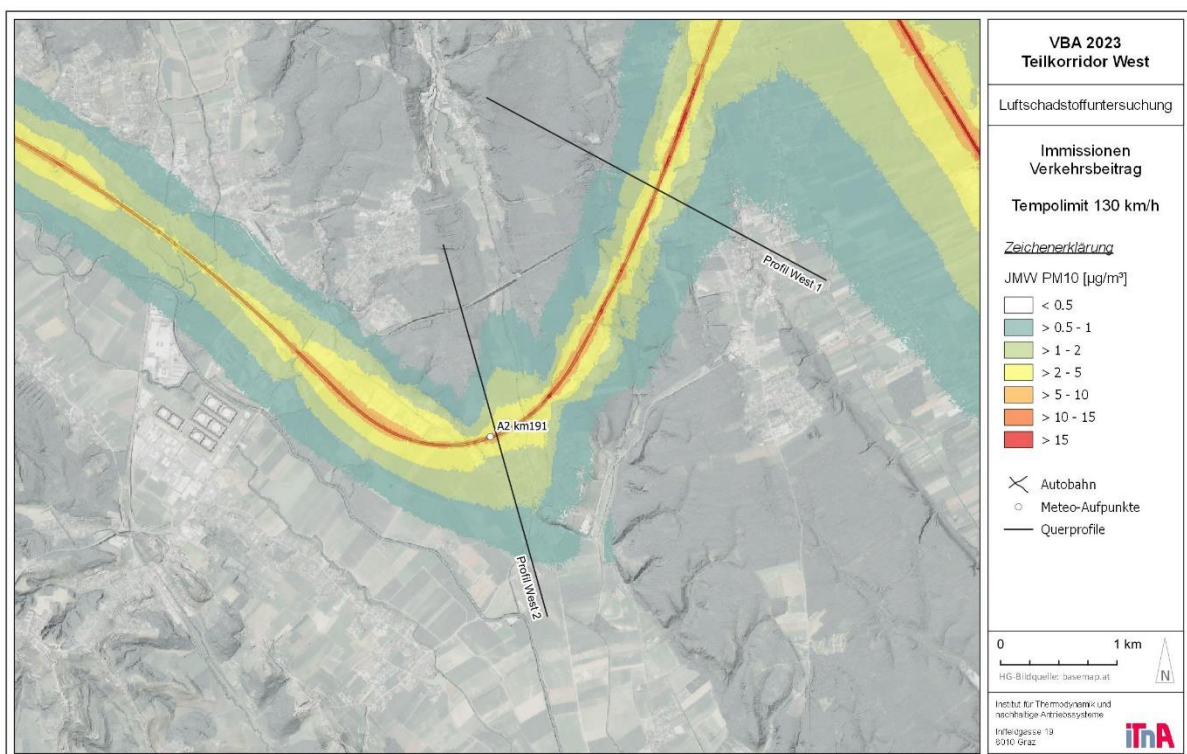 VBA 2023
Teilkorridor West
Luftschadstoffuntersuchung
Immissionen
Verkehrsbeitrag
Tempolimit 130 km/h
Zeichenerklärung
JMW PM10 [µg/m³]
< 0.5
> 0.5 - 1
> 1 - 2
> 2 - 5
> 5 - 10
> 10 - 15
> 15
Autobahn
Meteo-Aufpunkte
Querprofile
0 1 km
N
HG-Bildquelle: basemap.at
Institut für Thermodynamik und
nachhaltige Antriebssysteme
Inffeldgasse 19
8010 Graz
iTnA
Profil West 1
A2 km191
Profil West 2